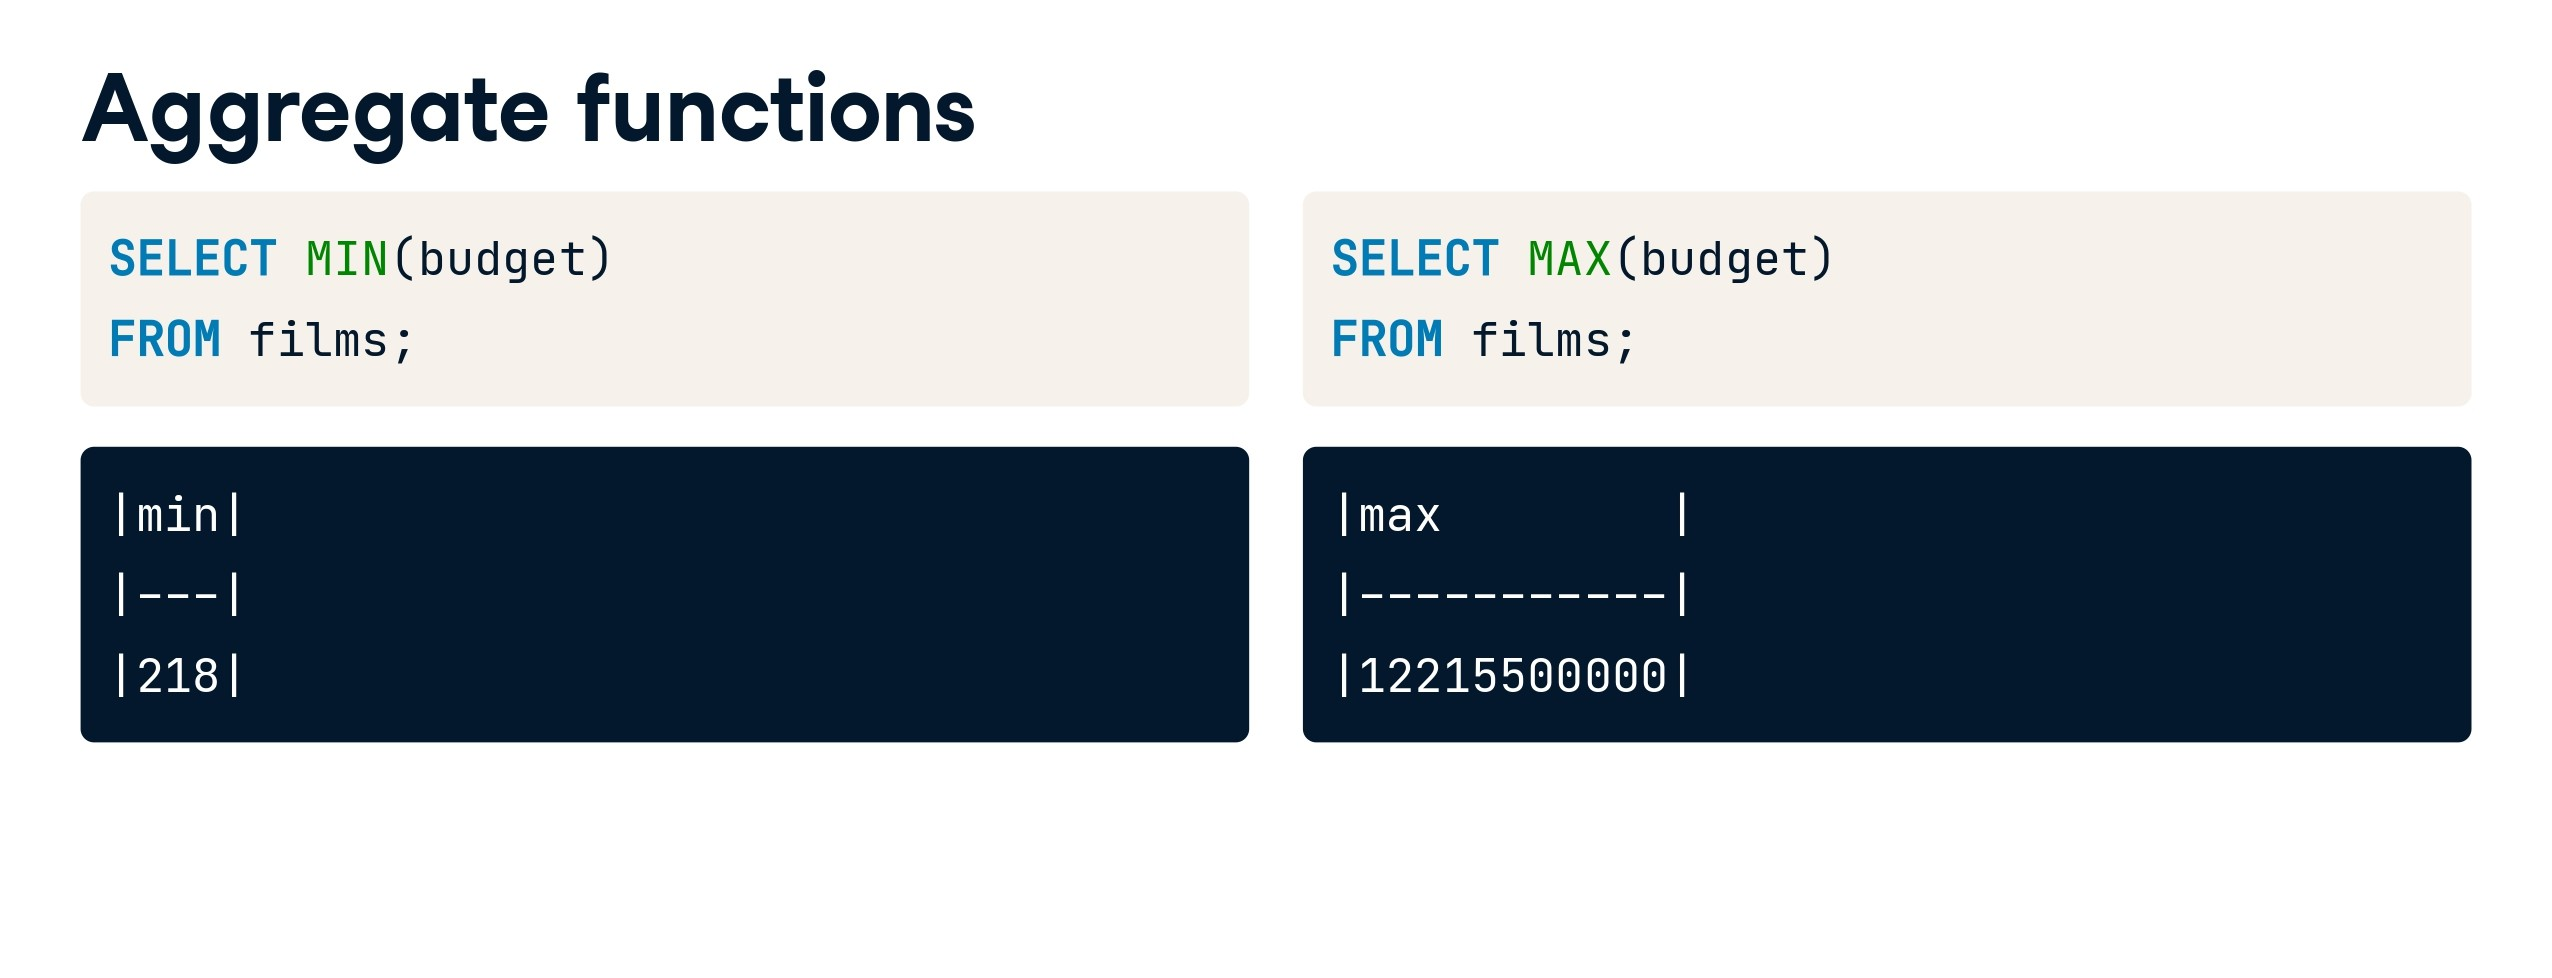 Aggregate functions
SELECT MIN(budget)
FROM films;
|min|
|---|
|218|
SELECT MAX(budget)
FROM films;
|max        |
|-----------|
|12215500000|